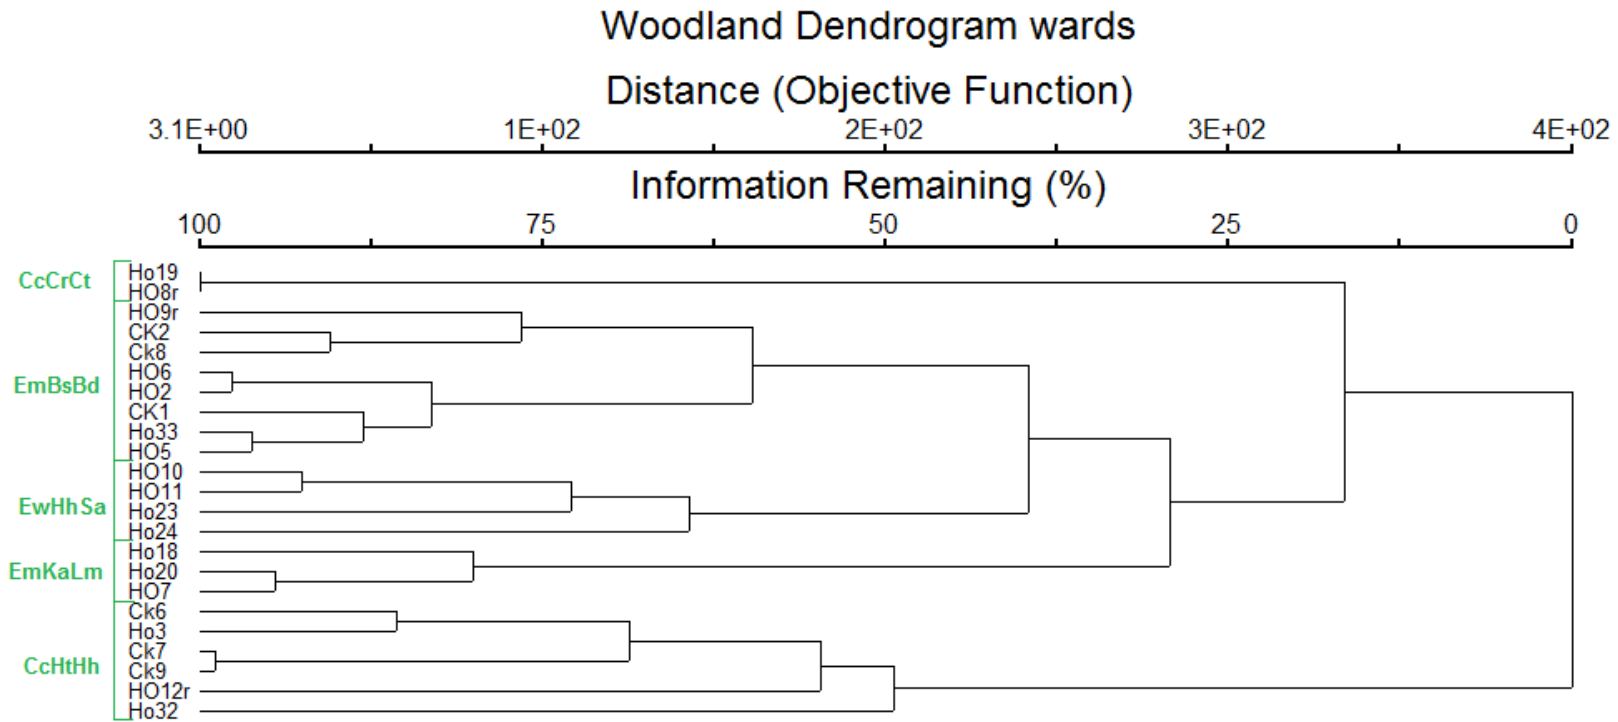 Woodland Dendrogram wards
Distance (Objective Function)
3.1E+00 1E+02 2E+02 3E+02 4E+02
Information Remaining (%)
100 75 50 25 0
CcCrCt
Ho19
HO8r
EmBsBd
HO9r
CK2
Ck8
HO6
HO2
CK1
Ho33
HO5
EwHhSa
HO10
HO11
Ho23
Ho24
EmKaLm
Ho18
Ho20
HO7
CcHtHh
Ck6
Ho3
Ck7
Ck9
HO12r
Ho32